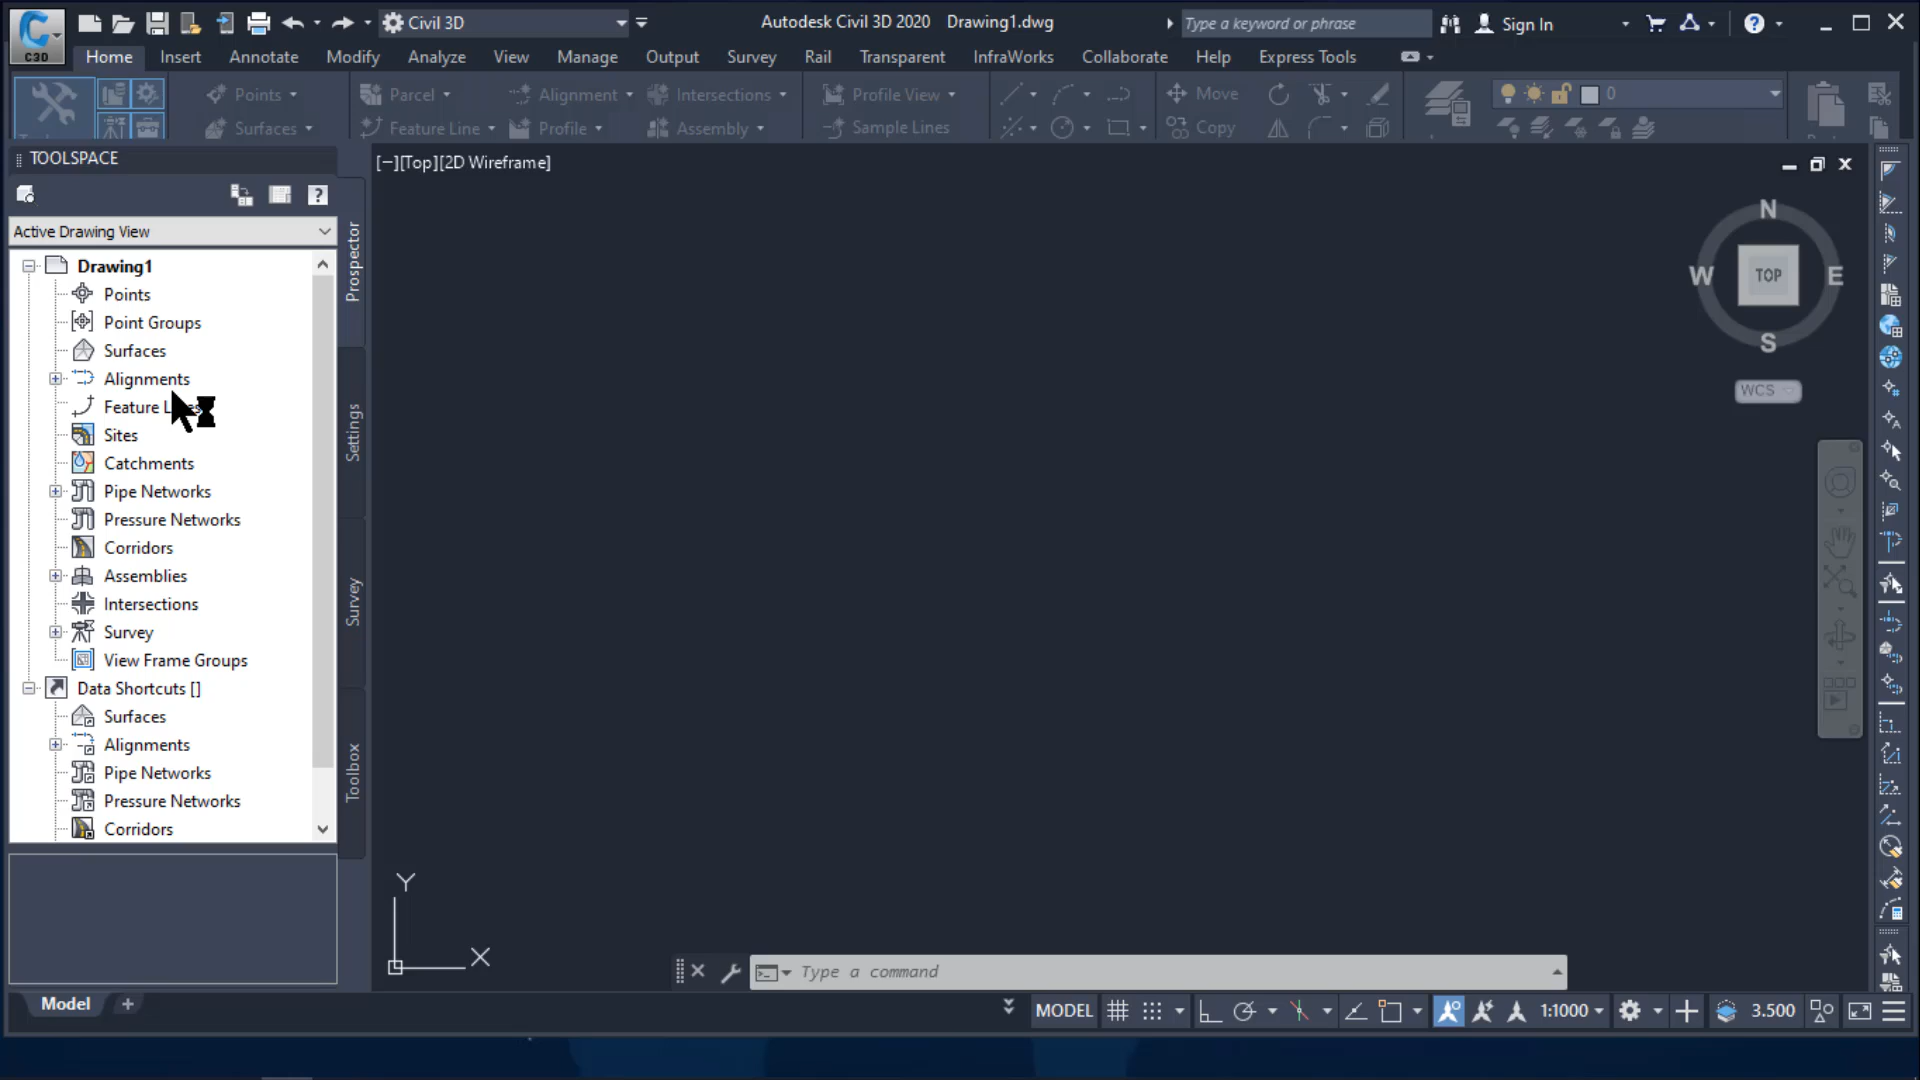 C3D
Civil 3D
Autodesk Civil 3D 2020 Drawing1.dwg
Type a keyword or phrase
Sign In
Home Insert Annotate Modify Analyze View Manage Output Survey Rail Transparent InfraWorks Collaborate Help Express Tools
Points Parcel Alignment Intersections Profile View Move 0
Surfaces Feature Line Profile Assembly Sample Lines Copy
TOOLSPACE
[−][Top][2D Wireframe]
Active Drawing View
Drawing1
Points
Point Groups
Surfaces
Alignments
Feature
Sites
Catchments
Pipe Networks
Pressure Networks
Corridors
Assemblies
Intersections
Survey
View Frame Groups
Data Shortcuts []
Surfaces
Alignments
Pipe Networks
Pressure Networks
Corridors
Prospector
Settings
Survey
Toolbox
N
W TOP E
S
WCS
Y
X
Type a command
Model +
MODEL 1:1000 3.500